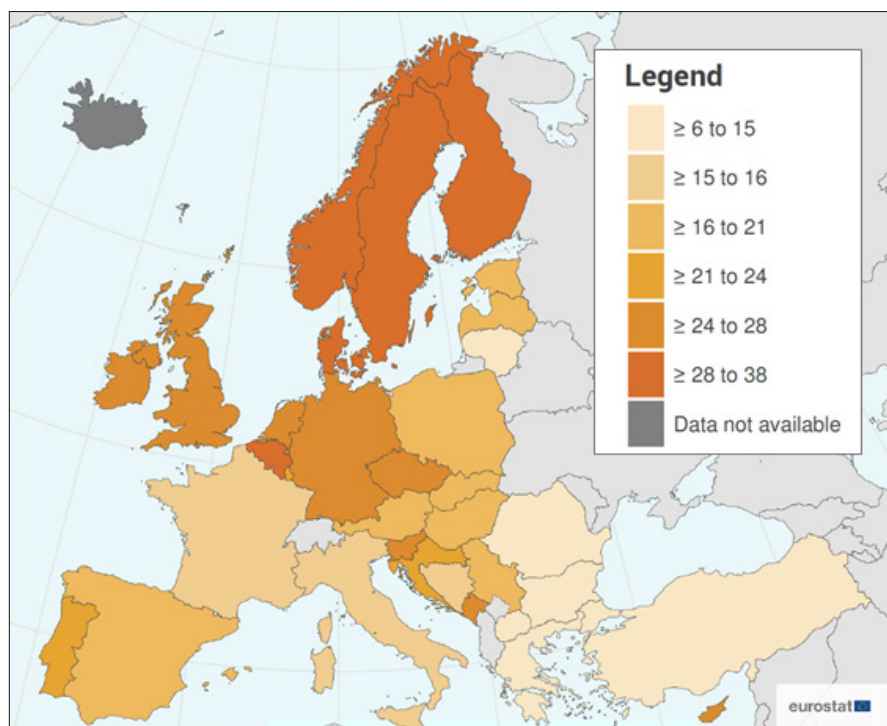 Legend
≥ 6 to 15
≥ 15 to 16
≥ 16 to 21
≥ 21 to 24
≥ 24 to 28
≥ 28 to 38
Data not available
eurostat